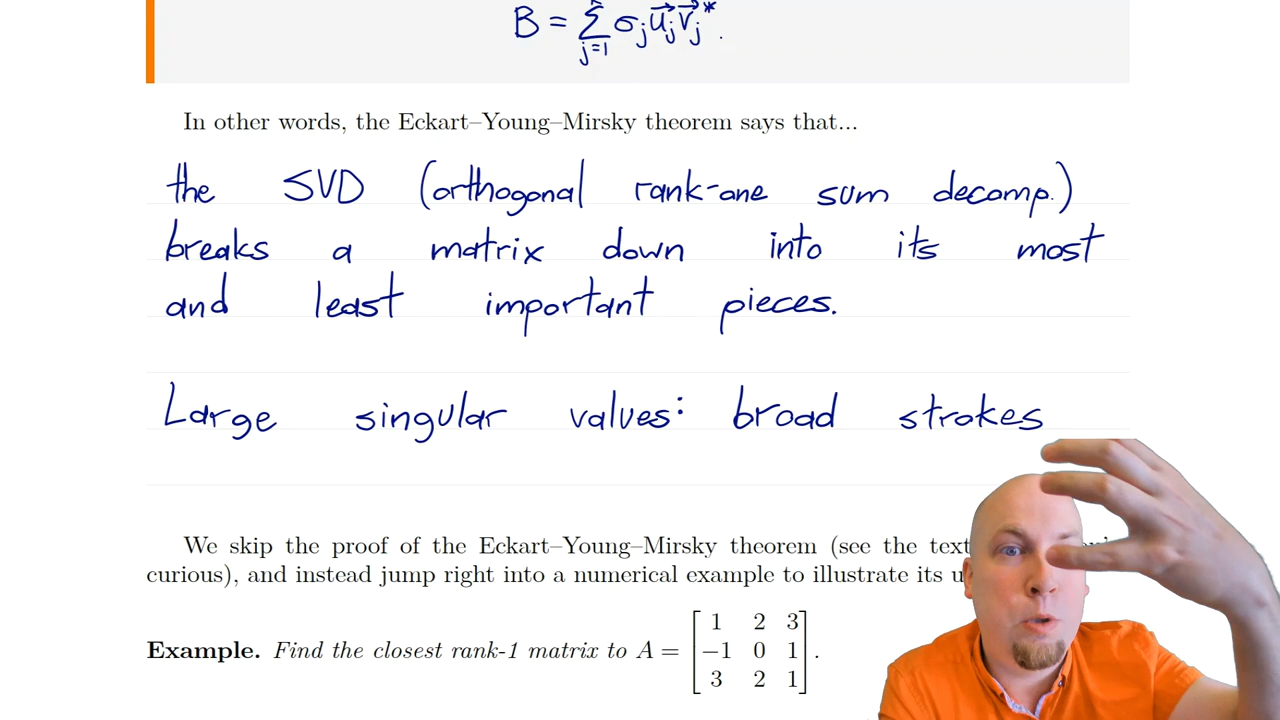 B = Σ j=1 σⱼu⃗ⱼv⃗ⱼ*.
In other words, the Eckart–Young–Mirsky theorem says that...
the SVD (orthogonal rank-one sum decomp.)
breaks a matrix down into its most
and least important pieces.
Large singular values: broad strokes
We skip the proof of the Eckart–Young–Mirsky theorem (see the text
curious), and instead jump right into a numerical example to illustrate its
Example. Find the closest rank-1 matrix to A = [1 2 3
−1 0 1
3 2 1].